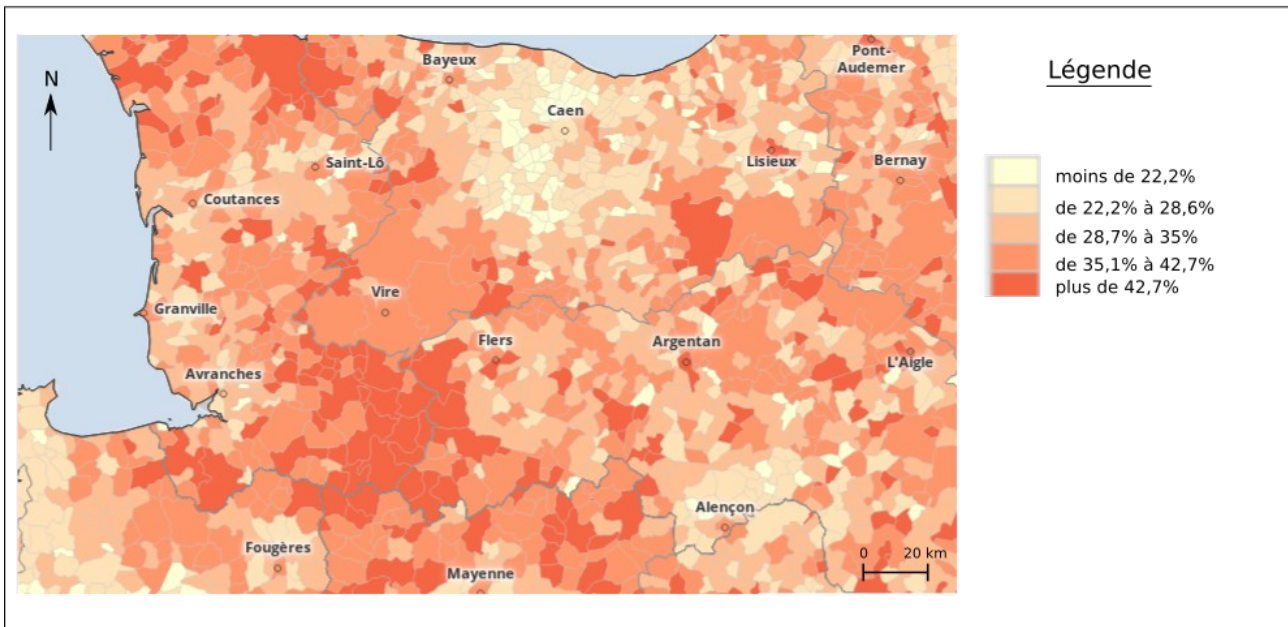 N
Bayeux
Pont-
Audemer
Caen
Saint-Lô
Lisieux
Bernay
Coutances
Vire
Granville
Flers
Argentan
L'Aigle
Avranches
Alençon
Fougères
Mayenne
0 20 km
Légende
moins de 22,2%
de 22,2% à 28,6%
de 28,7% à 35%
de 35,1% à 42,7%
plus de 42,7%